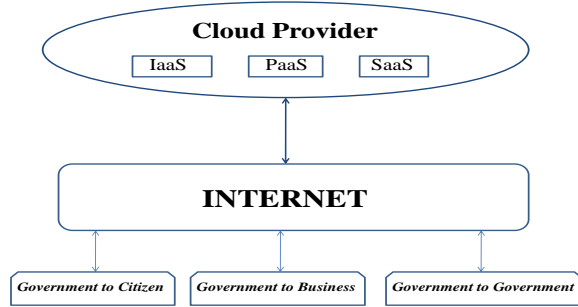 Cloud Provider
IaaS PaaS SaaS
INTERNET
Government to Citizen Government to Business Government to Government